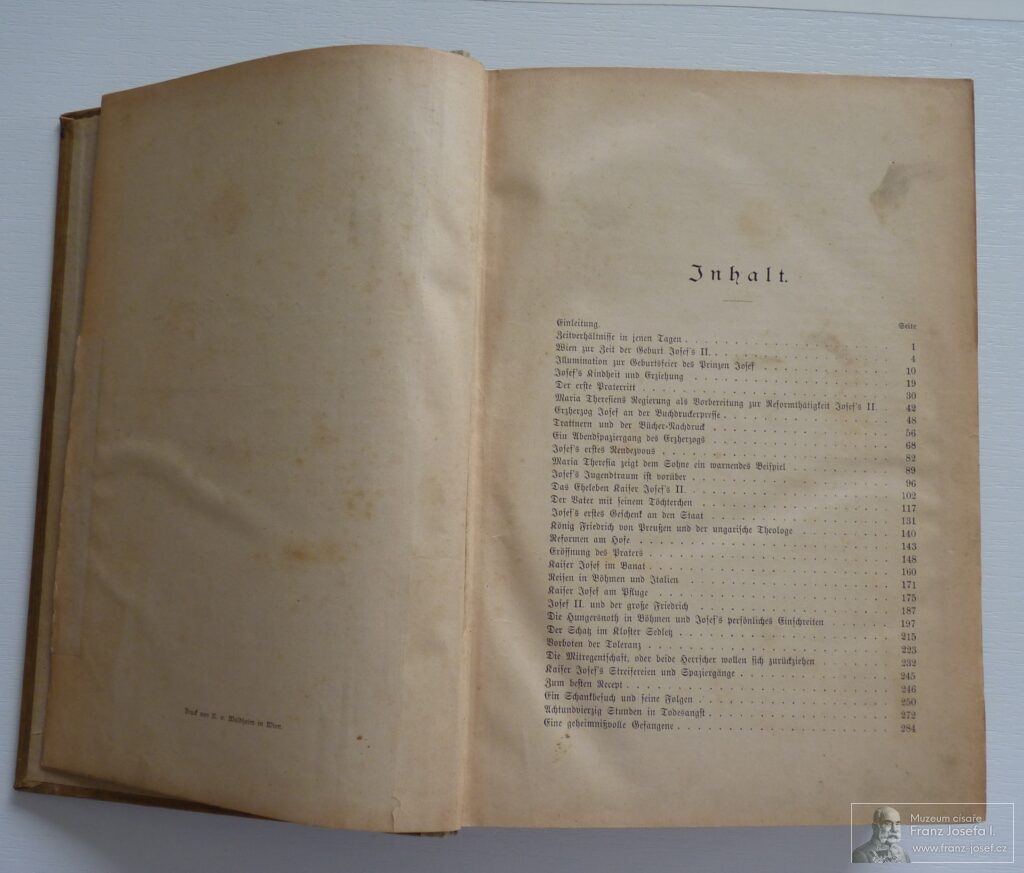 Druck von R. v. Waldheim in Wien.
Inhalt.
Seite
Einleitung.
Zeitverhältnisse in jenen Tagen . . . 1
Wien zur Zeit der Geburt Josef's II. . . . 4
Illumination zur Geburtsfeier des Prinzen Josef . . . 10
Josef's Kindheit und Erziehung . . . 19
Der erste Praterritt . . . 30
Maria Theresiens Regierung als Vorbereitung zur Reformthätigkeit Josef's II. . . . 42
Erzherzog Josef an der Buchdruckerpresse . . . 48
Trattnern und der Bücher-Nachdruck . . . 56
Ein Abendspaziergang des Erzherzogs . . . 68
Josef's erstes Rendezvous . . . 82
Maria Theresia zeigt dem Sohne ein warnendes Beispiel . . . 89
Josef's Jugendtraum ist vorüber . . . 96
Das Eheleben Kaiser Josef's II. . . . 102
Der Vater mit seinem Töchterchen . . . 117
Josef's erstes Geschenk an den Staat . . . 131
König Friedrich von Preußen und der ungarische Theologe . . . 140
Reformen am Hofe . . . 143
Eröffnung des Praters . . . 148
Kaiser Josef im Banat . . . 160
Reisen in Böhmen und Italien . . . 171
Kaiser Josef am Pfluge . . . 175
Josef II. und der große Friedrich . . . 187
Die Hungersnoth in Böhmen und Josef's persönliches Einschreiten . . . 197
Der Schatz im Kloster Sedletz . . . 215
Vorboten der Toleranz . . . 223
Die Mitregentschaft, oder beide Herrscher wollen sich zurückziehen . . . 232
Kaiser Josef's Streifereien und Spaziergänge . . . 245
Zum besten Recept . . . 246
Ein Schankbesuch und seine Folgen . . . 250
Achtundvierzig Stunden in Todesangst . . . 272
Eine geheimnißvolle Gefangene . . . 284
Muzeum císaře
Franz Josefa I.
www.franz-josef.cz